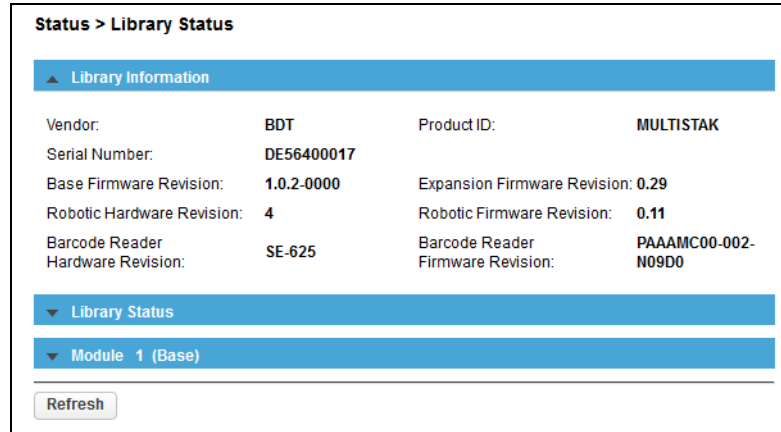 Status > Library Status
Library Information
Vendor: BDT Product ID: MULTISTAK
Serial Number: DE56400017
Base Firmware Revision: 1.0.2-0000 Expansion Firmware Revision: 0.29
Robotic Hardware Revision: 4 Robotic Firmware Revision: 0.11
Barcode Reader Barcode Reader PAAAMC00-002-
Hardware Revision: SE-625 Firmware Revision: N09D0
Library Status
Module 1 (Base)
Refresh